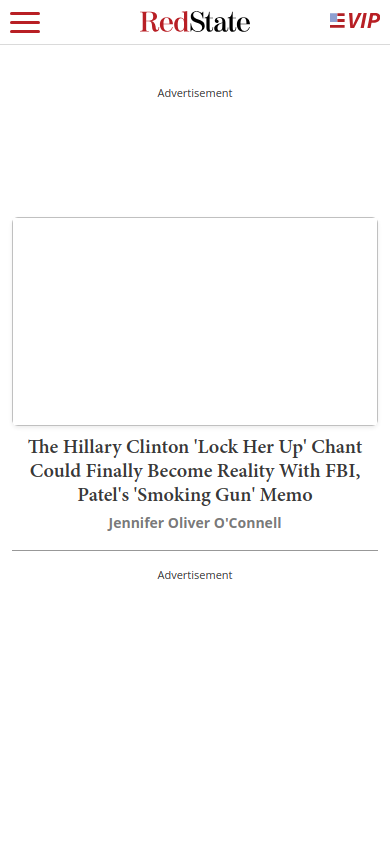 RedState
VIP
Advertisement
The Hillary Clinton 'Lock Her Up' Chant
Could Finally Become Reality With FBI,
Patel's 'Smoking Gun' Memo
Jennifer Oliver O'Connell
Advertisement